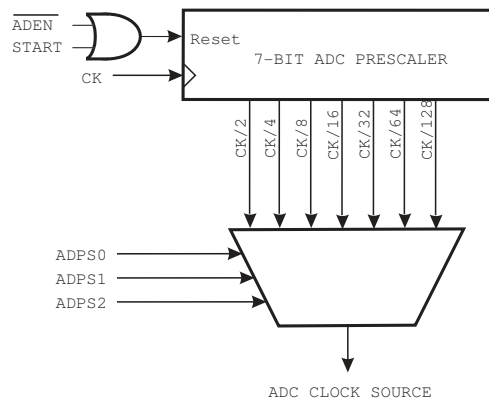 ADEN
START
Reset
7-BIT ADC PRESCALER
CK
CK/2
CK/4
CK/8
CK/16
CK/32
CK/64
CK/128
ADPS0
ADPS1
ADPS2
ADC CLOCK SOURCE